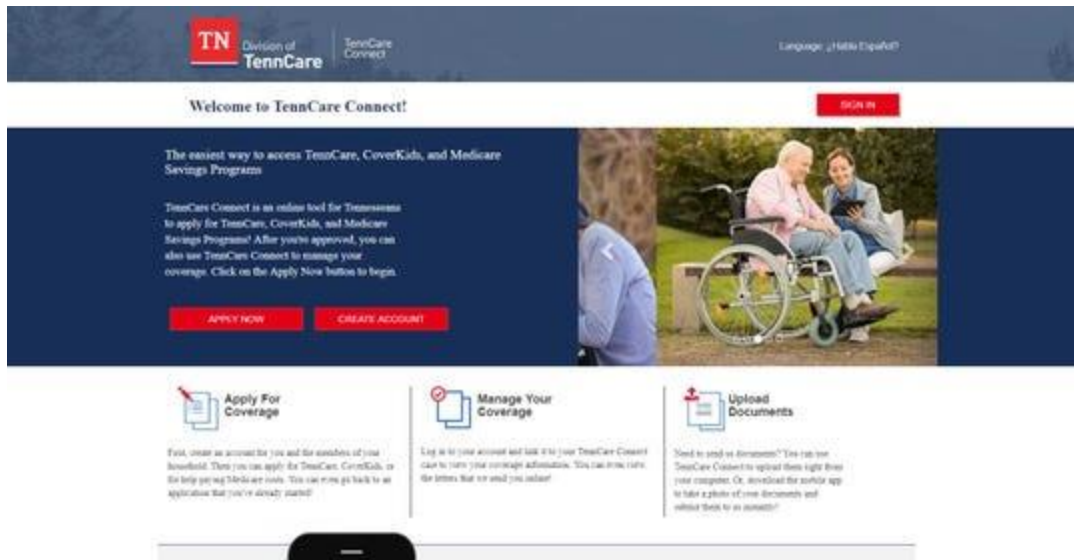 TN
Division of
TennCare
TennCare
Connect
Language: ¿Habla Español?
Welcome to TennCare Connect!
SIGN IN
The easiest way to access TennCare, CoverKids, and Medicare
Savings Programs
TennCare Connect is an online tool for Tennesseans
to apply for TennCare, CoverKids, and Medicare
Savings Programs! After you're approved, you can
also use TennCare Connect to manage your
coverage. Click on the Apply Now button to begin.
APPLY NOW
CREATE ACCOUNT
Apply For
Coverage
First, create an account for you and the members of your
household. Then you can apply for TennCare, CoverKids, or
for help paying Medicare costs. You can even go back to an
application that you've already started!
Manage Your
Coverage
Log in to your account and link it to your TennCare Connect
case to view your coverage information. You can even view
the letters that we send you online!
Upload
Documents
Need to send us documents? You can use
TennCare Connect to upload them right from
your computer. Or, download the mobile app
to take a photo of your documents and
submit them to us instantly!